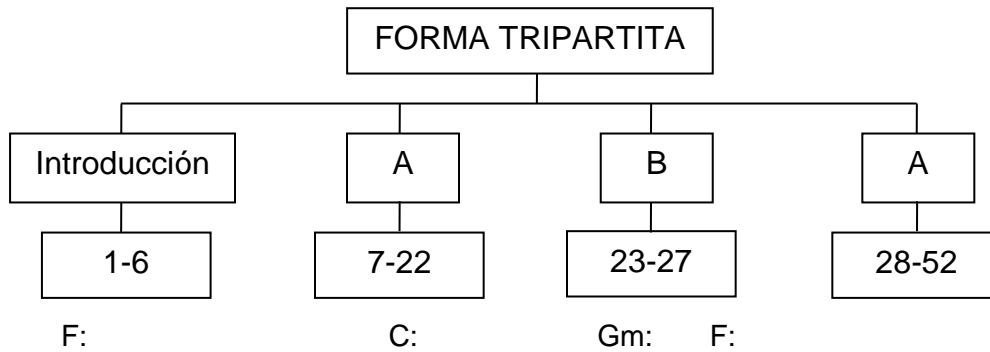 FORMA TRIPARTITA
Introducción A B A
1-6 7-22 23-27 28-52
F: C: Gm: F: